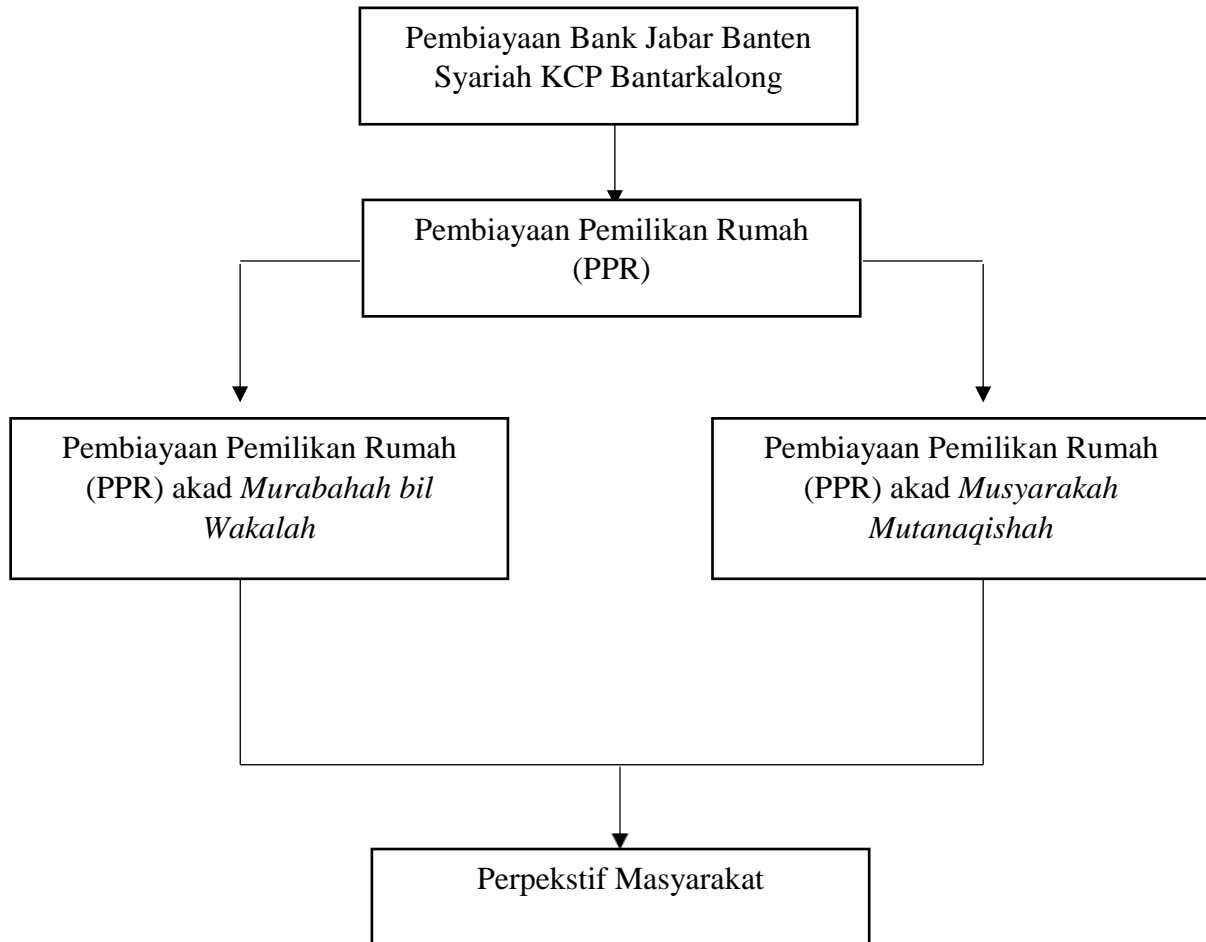 Pembiayaan Bank Jabar Banten
Syariah KCP Bantarkalong
Pembiayaan Pemilikan Rumah
(PPR)
Pembiayaan Pemilikan Rumah
(PPR) akad Murabahah bil
Wakalah
Pembiayaan Pemilikan Rumah
(PPR) akad Musyarakah
Mutanaqishah
Perpekstif Masyarakat